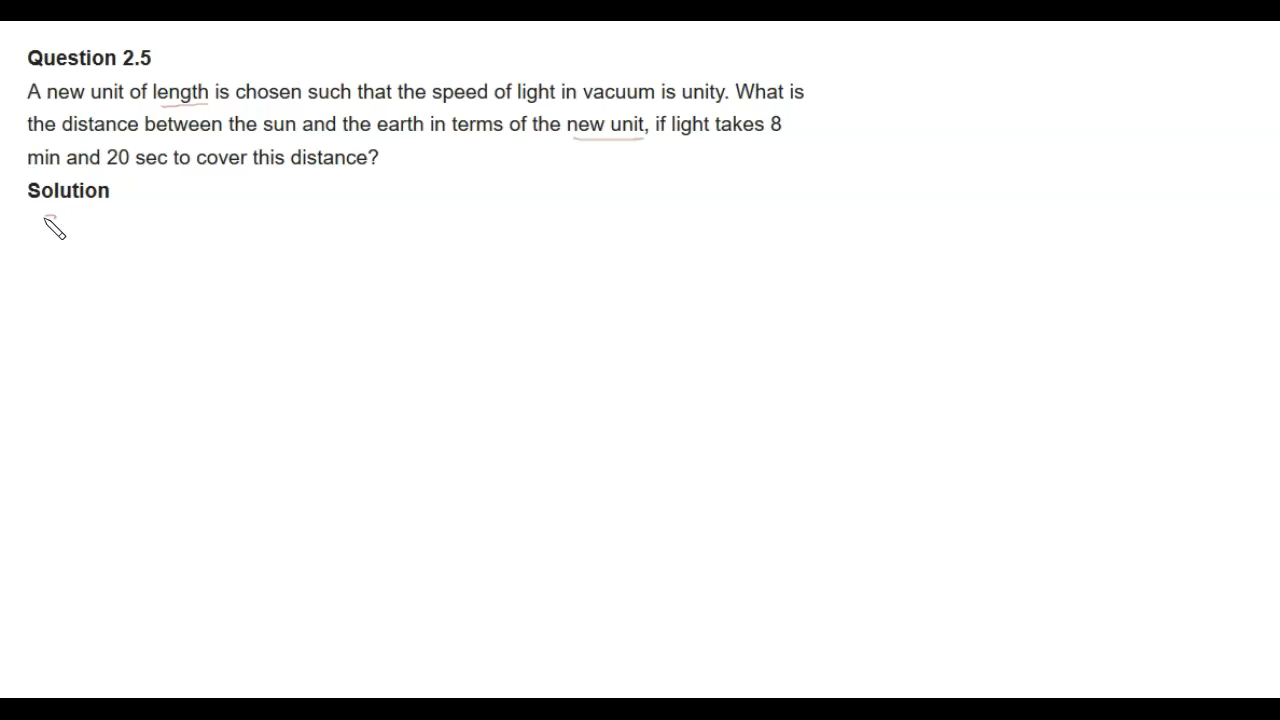 Question 2.5
A new unit of length is chosen such that the speed of light in vacuum is unity. What is
the distance between the sun and the earth in terms of the new unit, if light takes 8
min and 20 sec to cover this distance?
Solution